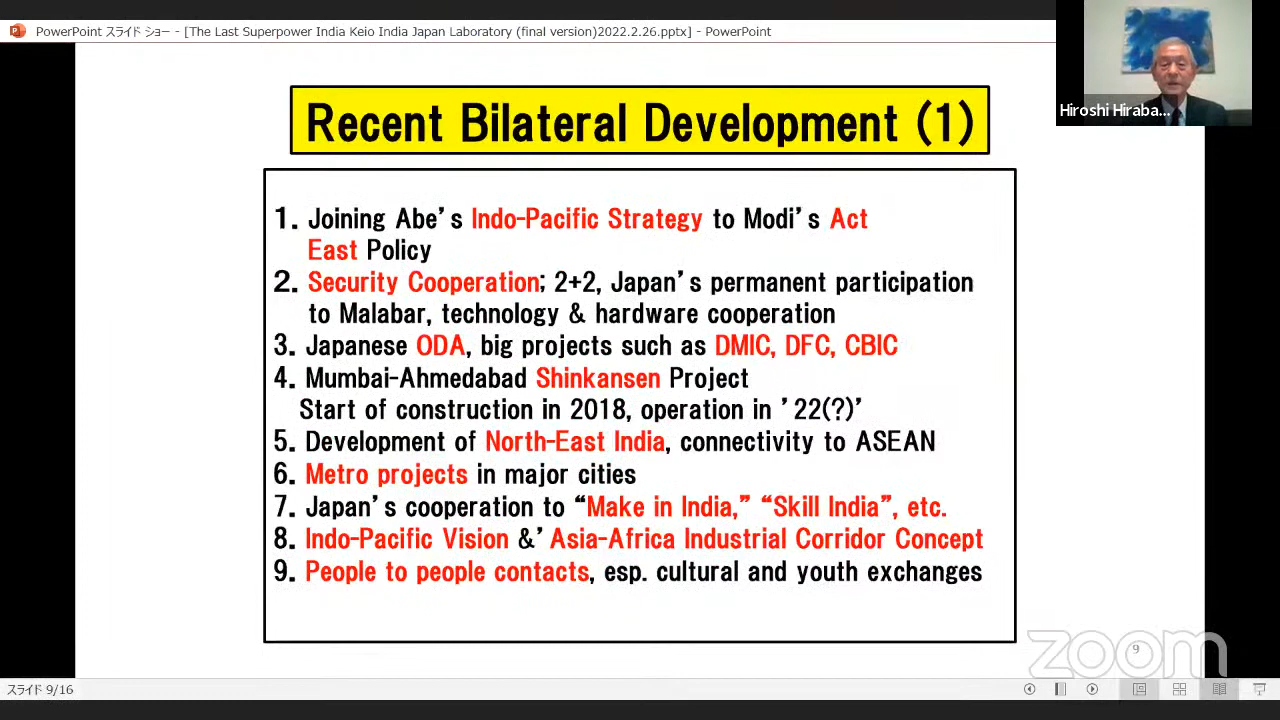 PowerPoint スライド ショー - [The Last Superpower India Keio India Japan Laboratory (final version)2022.2.26.pptx] - PowerPoint
Hiroshi Hiraba...
Recent Bilateral Development (1)
1. Joining Abe’s Indo-Pacific Strategy to Modi’s Act
East Policy
2. Security Cooperation; 2+2, Japan’s permanent participation
to Malabar, technology & hardware cooperation
3. Japanese ODA, big projects such as DMIC, DFC, CBIC
4. Mumbai-Ahmedabad Shinkansen Project
Start of construction in 2018, operation in ’22(?)’
5. Development of North-East India, connectivity to ASEAN
6. Metro projects in major cities
7. Japan’s cooperation to “Make in India,” “Skill India”, etc.
8. Indo-Pacific Vision &’Asia-Africa Industrial Corridor Concept
9. People to people contacts, esp. cultural and youth exchanges
zoom
9
スライド 9/16